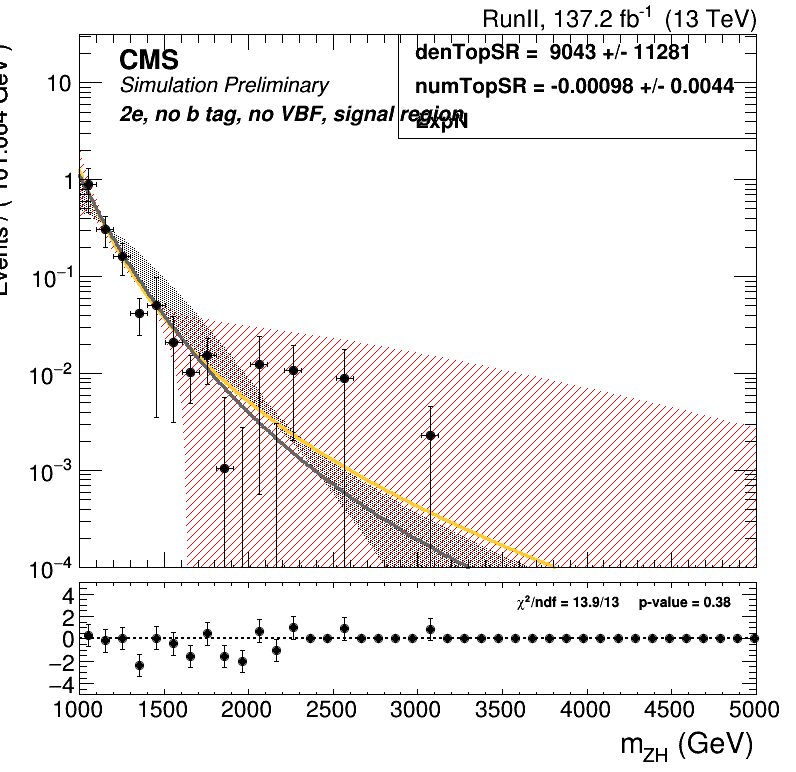 RunII, 137.2 fb-1 (13 TeV)
CMS
Simulation Preliminary
2e, no b tag, no VBF, signal region
denTopSR = 9043 +/- 11281
numTopSR = -0.00098 +/- 0.0044
ExpN
10
1
10−1
10−2
10−3
10−4
χ2/ndf = 13.9/13 p-value = 0.38
4
2
0
−2
−4
1000 1500 2000 2500 3000 3500 4000 4500 5000
mZH (GeV)